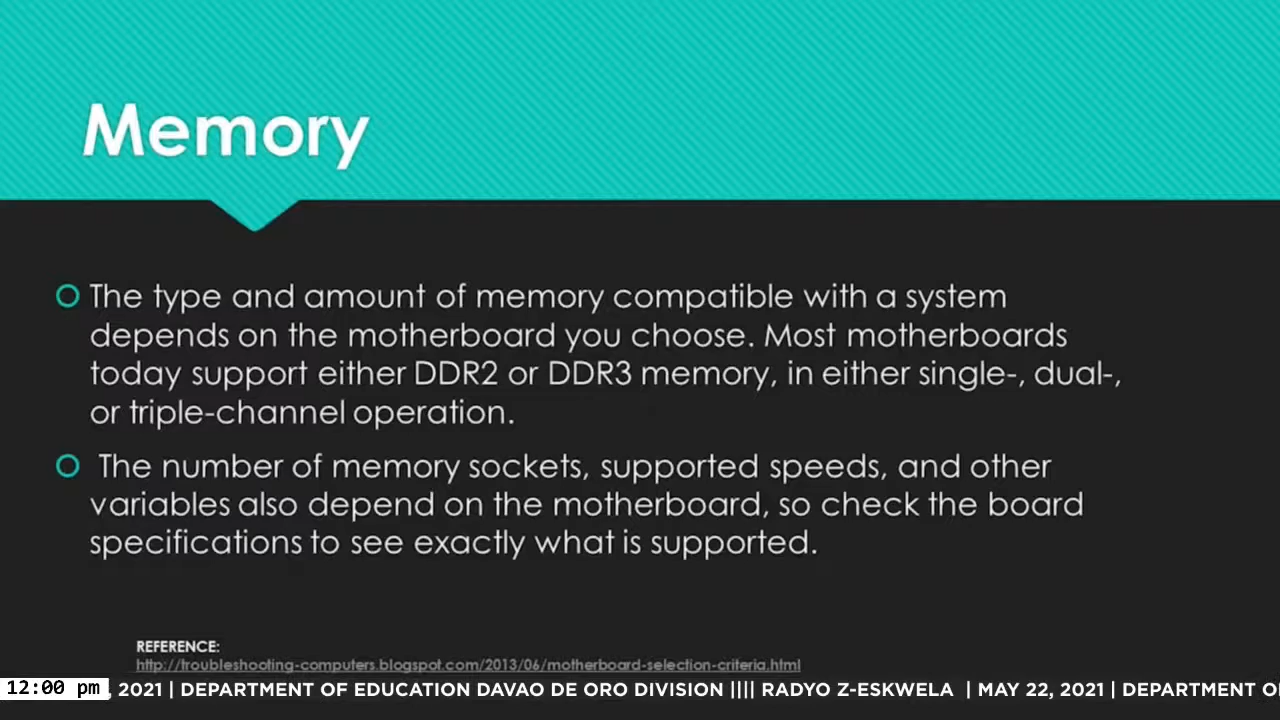 Memory
The type and amount of memory compatible with a system
depends on the motherboard you choose. Most motherboards
today support either DDR2 or DDR3 memory, in either single-, dual-,
or triple-channel operation.
The number of memory sockets, supported speeds, and other
variables also depend on the motherboard, so check the board
specifications to see exactly what is supported.
REFERENCE:
http://troubleshooting-computers.blogspot.com/2013/06/motherboard-selection-criteria.html
12:00 pm , 2021 | DEPARTMENT OF EDUCATION DAVAO DE ORO DIVISION |||| RADYO Z-ESKWELA | MAY 22, 2021 | DEPARTMENT